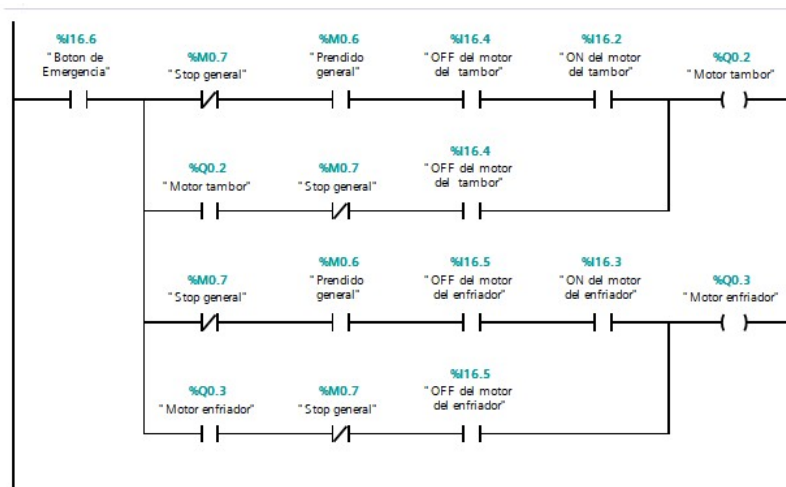 %I16.6 %M0.7 %M0.6 %I16.4 %I16.2 %Q0.2
"Boton de Emergencia" "Stop general" "Prendido general" "OFF del motor del tambor" "ON del motor del tambor" "Motor tambor"
%Q0.2 %M0.7 %I16.4
"Motor tambor" "Stop general" "OFF del motor del tambor"
%M0.7 %M0.6 %I16.5 %I16.3 %Q0.3
"Stop general" "Prendido general" "OFF del motor del enfriador" "ON del motor del enfriador" "Motor enfriador"
%Q0.3 %M0.7 %I16.5
"Motor enfriador" "Stop general" "OFF del motor del enfriador"